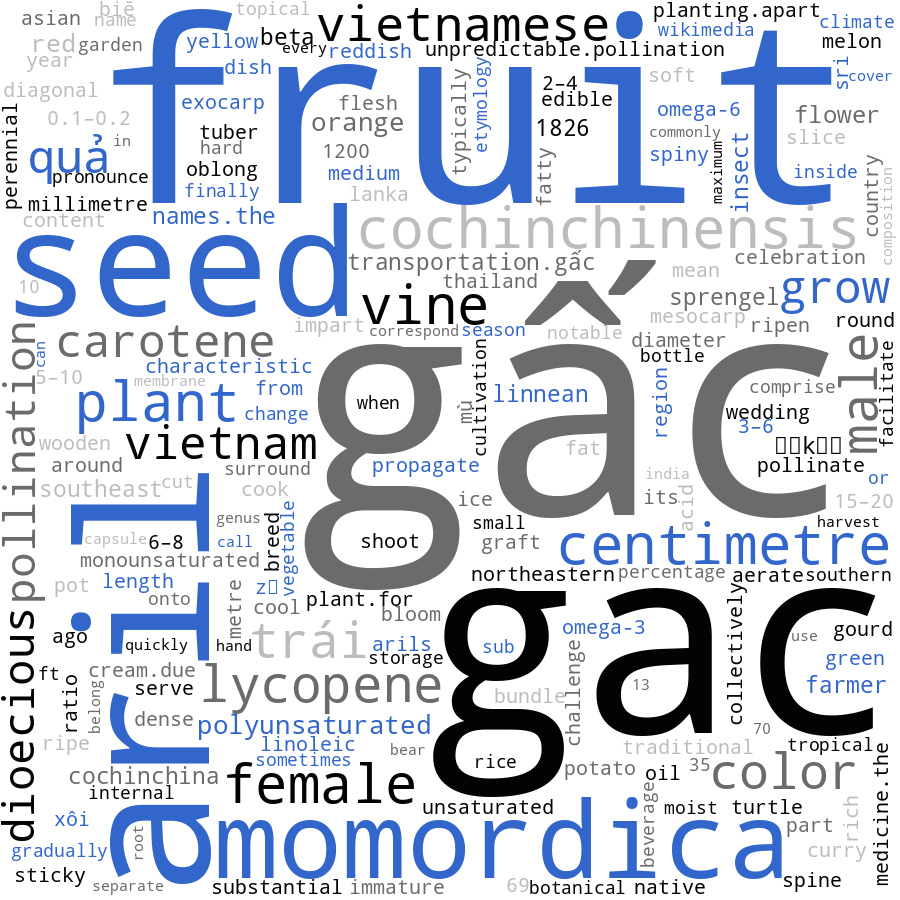 asian
biē
name
topical
vietnamese
planting.apart
wikimedia
climate
red
garden
yellow
beta
every
reddish
unpredictable.pollination
melon
year
dish
fruit
soft
sri
cover
diagonal
exocarp
flesh
typically
etymology
2–4
edible
omega-6
flower
0.1–0.2
tuber
orange
1826
commonly
slice
perennial
quả
in
hard
1200
fatty
spiny
maximum
insect
inside
pronounce
oblong
medium
finally
lanka
country
composition
millimetre
content
names.the
cochinchinensis
seed
transportation.gấc
celebration
10
thailand
mean
grow
vine
sprengel
mesocarp
impart
correspond
season
notable
ripen
round
carotene
diameter
bottle
can
characteristic
cultivation
gấc
male
facilitate
5–10
membrane
from
linnean
region
comprise
plant
change
when
mù
wedding
3–6
pollination
wooden
vietnam
fat
around
surround
propagate
pollinate
india
or
southeast
cut
cook
ice
its
acid
15–20
genus
small
harvest
capsule
6–8
call
breed
vegetable
shoot
graft
centimetre
monounsaturated
northeastern
percentage
aerate
southern
pot
length
onto
metre
cool
plant.for
bloom
collectively
gac
use
gourd
dioecious
ago
quickly
hand
trái
arils
storage
sub
omega-3
green
ft
cream.due
lycopene
challenge
13
farmer
ratio
belong
serve
bundle
dense
polyunsaturated
70
ripe
linoleic
bear
traditional
tropical
sometimes
rice
cochinchina
female
potato
oil
35
color
internal
aril
unsaturated
beverage
moist
turtle
rich
medicine.the
xôi
momordica
part
gradually
root
curry
sticky
separate
substantial
immature
69
botanical
native
spine